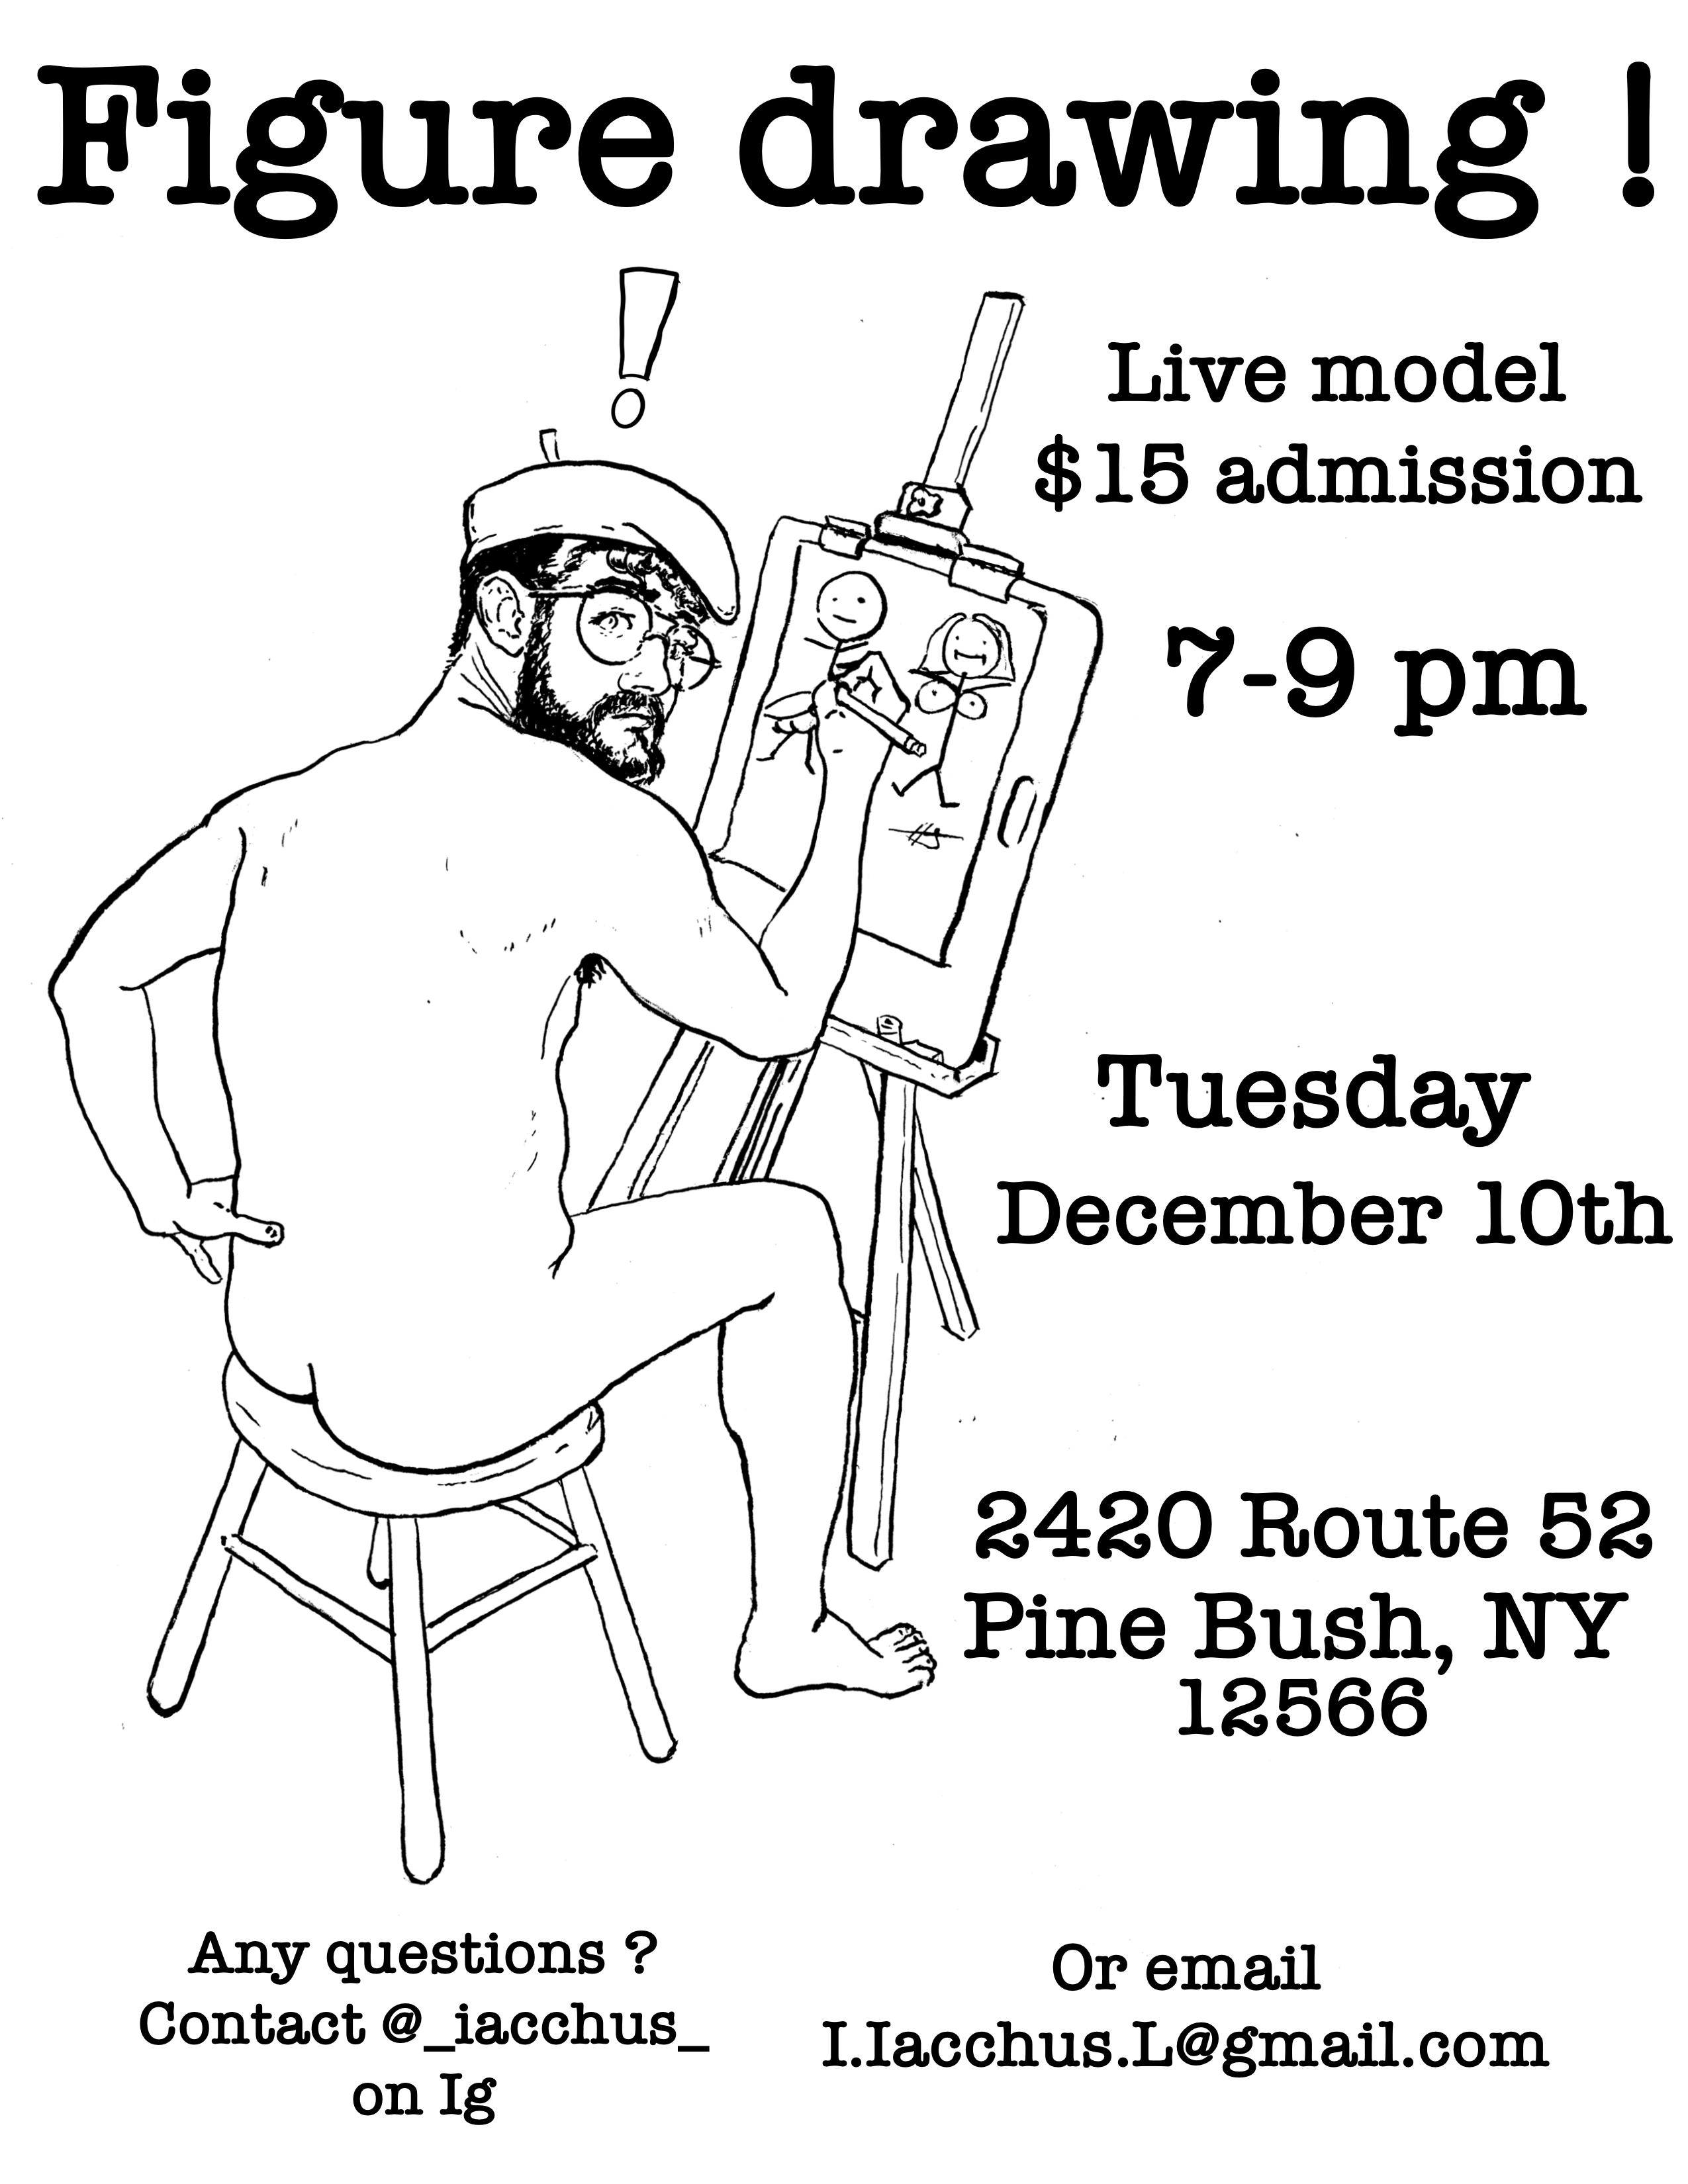 Figure drawing !
!
Live model
$15 admission
7-9 pm
Tuesday
December 10th
2420 Route 52
Pine Bush, NY
12566
Any questions ?
Contact @_iacchus_
on Ig
Or email
I.Iacchus.L@gmail.com